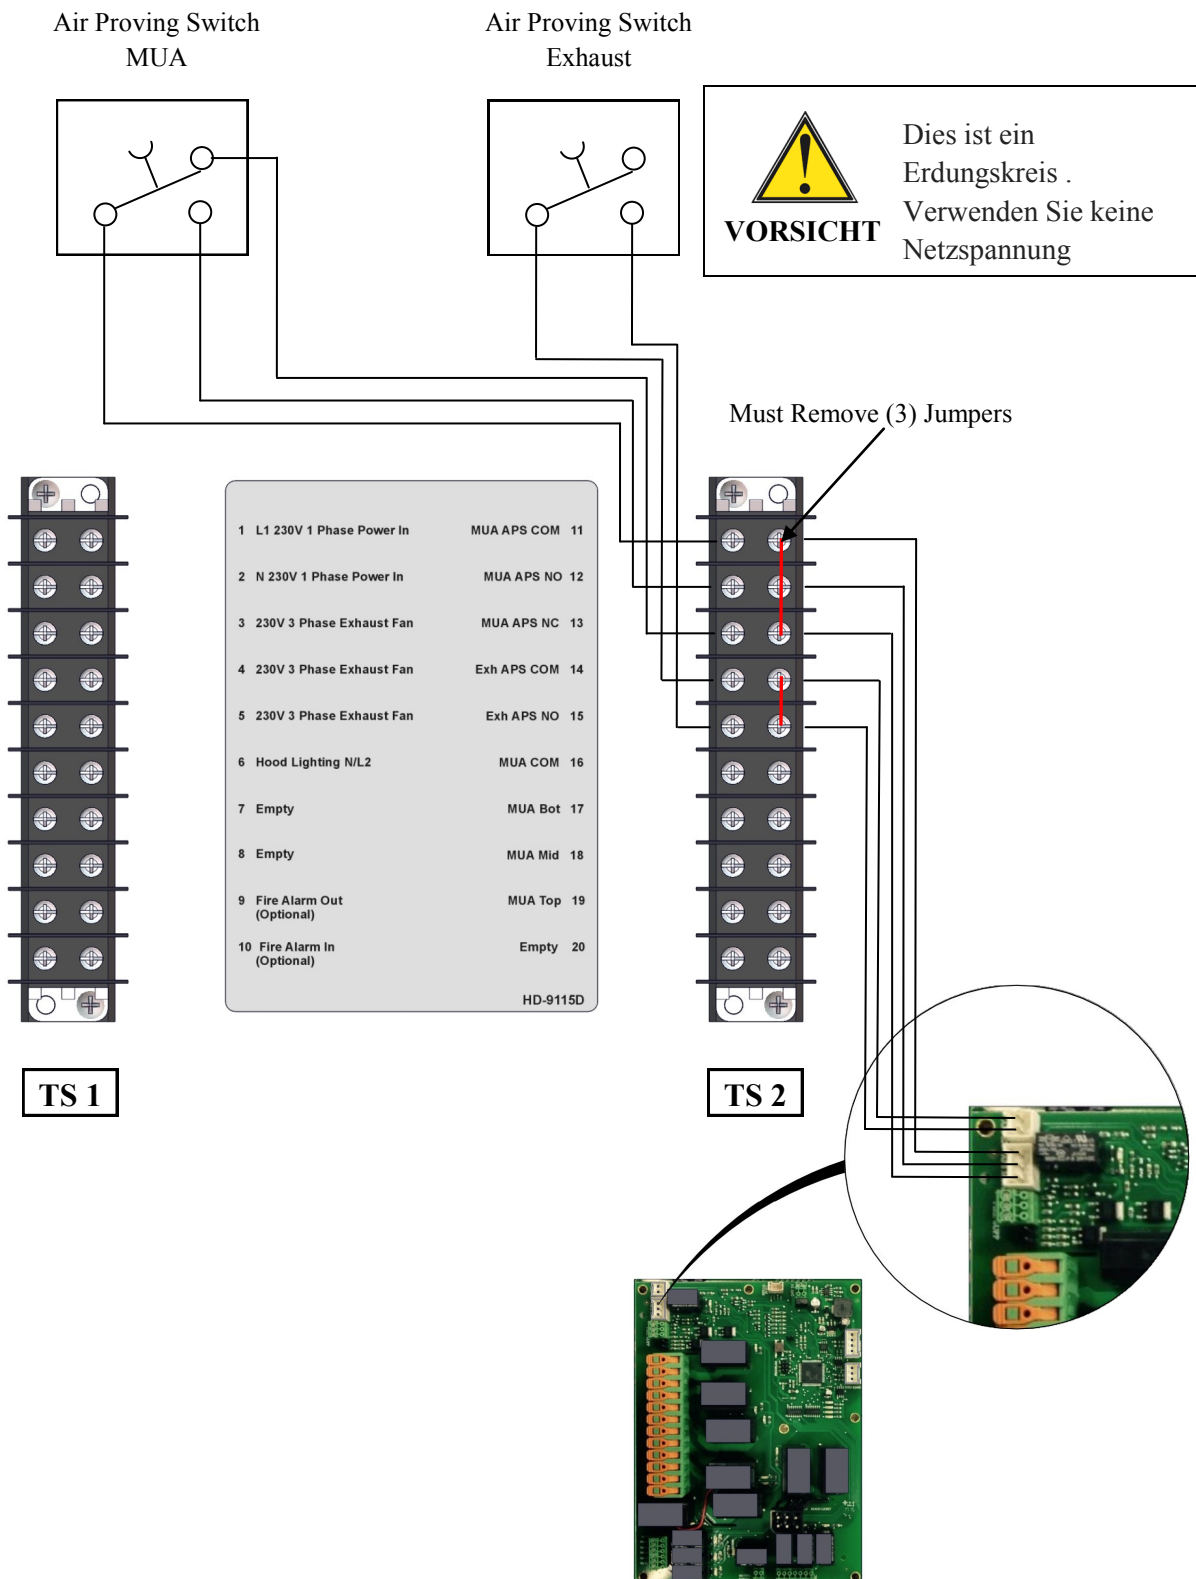 Air Proving Switch
MUA
Air Proving Switch
Exhaust
Dies ist ein
Erdungskreis .
Verwenden Sie keine
Netzspannung
VORSICHT
Must Remove (3) Jumpers
1 L1 230V 1 Phase Power In MUA APS COM 11
2 N 230V 1 Phase Power In MUA APS NO 12
3 230V 3 Phase Exhaust Fan MUA APS NC 13
4 230V 3 Phase Exhaust Fan Exh APS COM 14
5 230V 3 Phase Exhaust Fan Exh APS NO 15
6 Hood Lighting N/L2 MUA COM 16
7 Empty MUA Bot 17
8 Empty MUA Mid 18
9 Fire Alarm Out MUA Top 19
(Optional)
10 Fire Alarm In Empty 20
(Optional)
HD-9115D
TS 1
TS 2